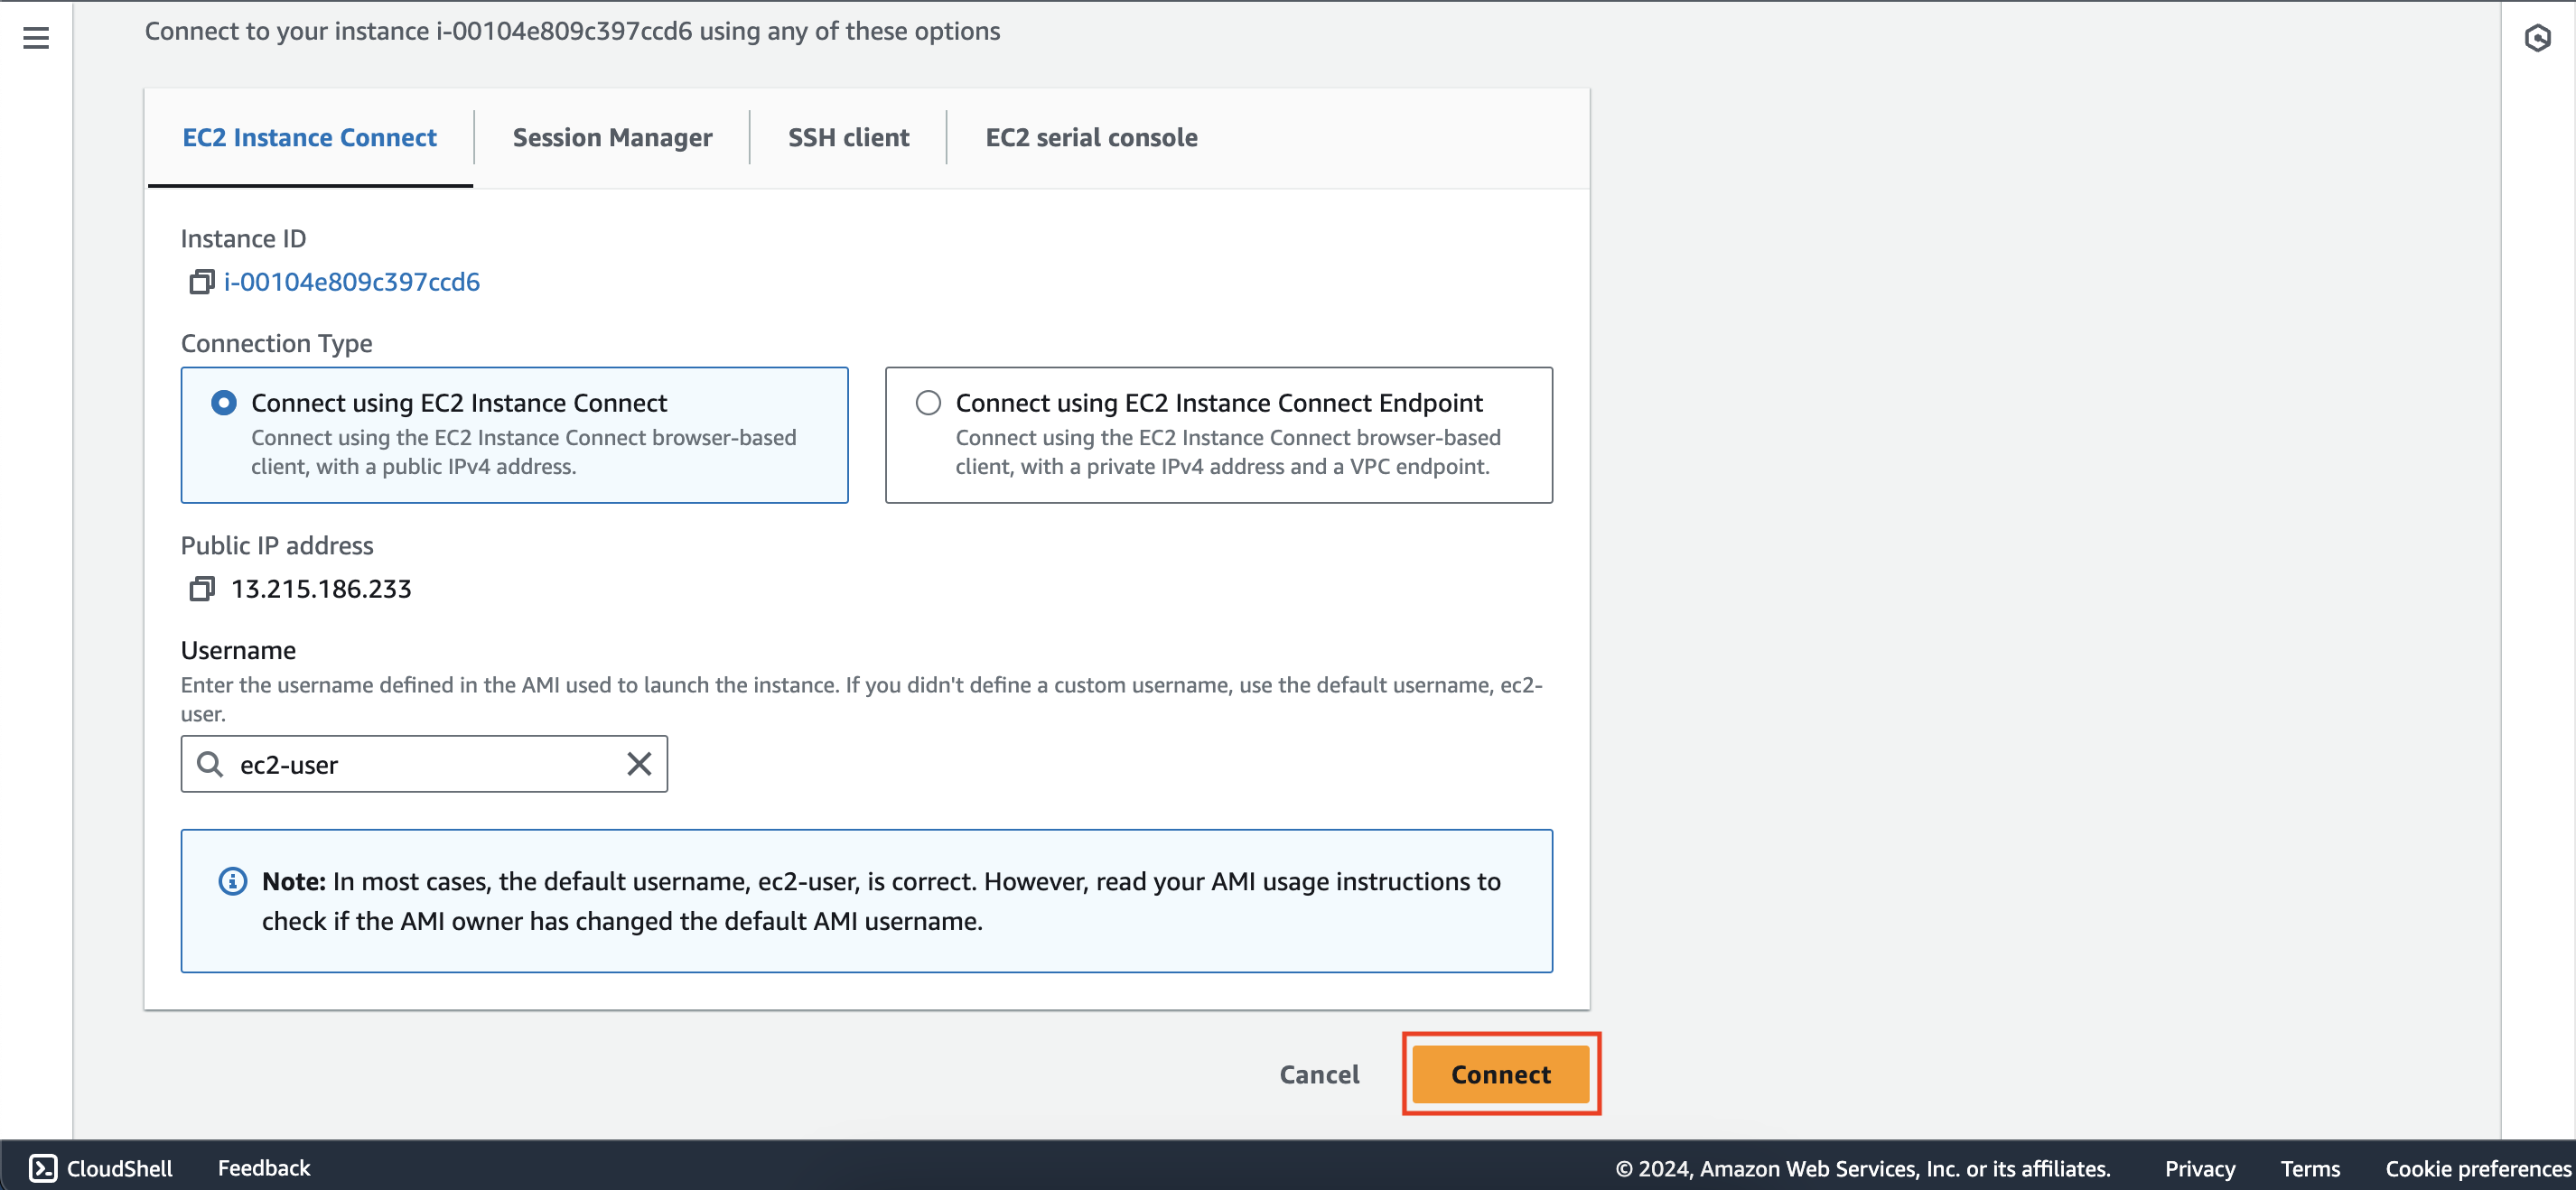 Connect to your instance i-00104e809c397ccd6 using any of these options
EC2 Instance Connect
Session Manager
SSH client
EC2 serial console
Instance ID
i-00104e809c397ccd6
Connection Type
Connect using EC2 Instance Connect
Connect using the EC2 Instance Connect browser-based
client, with a public IPv4 address.
Connect using EC2 Instance Connect Endpoint
Connect using the EC2 Instance Connect browser-based
client, with a private IPv4 address and a VPC endpoint.
Public IP address
13.215.186.233
Username
Enter the username defined in the AMI used to launch the instance. If you didn't define a custom username, use the default username, ec2-
user.
ec2-user
Note: In most cases, the default username, ec2-user, is correct. However, read your AMI usage instructions to
check if the AMI owner has changed the default AMI username.
Cancel
Connect
CloudShell
Feedback
© 2024, Amazon Web Services, Inc. or its affiliates.
Privacy
Terms
Cookie preferences